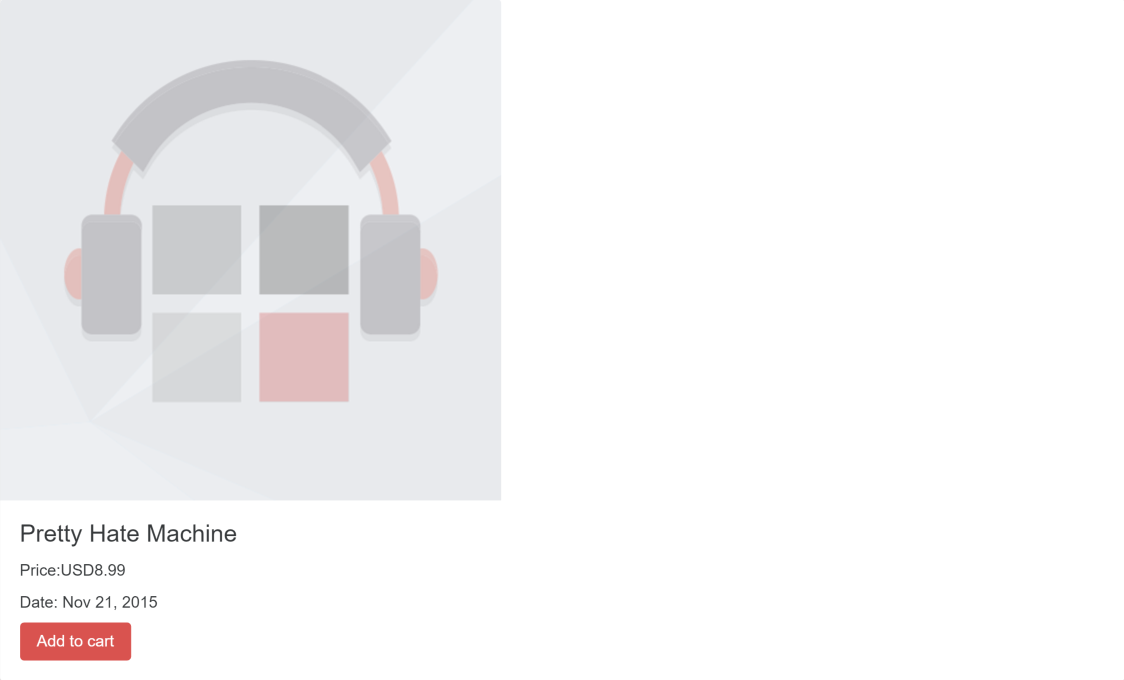 Pretty Hate Machine
Price:USD8.99
Date: Nov 21, 2015
Add to cart